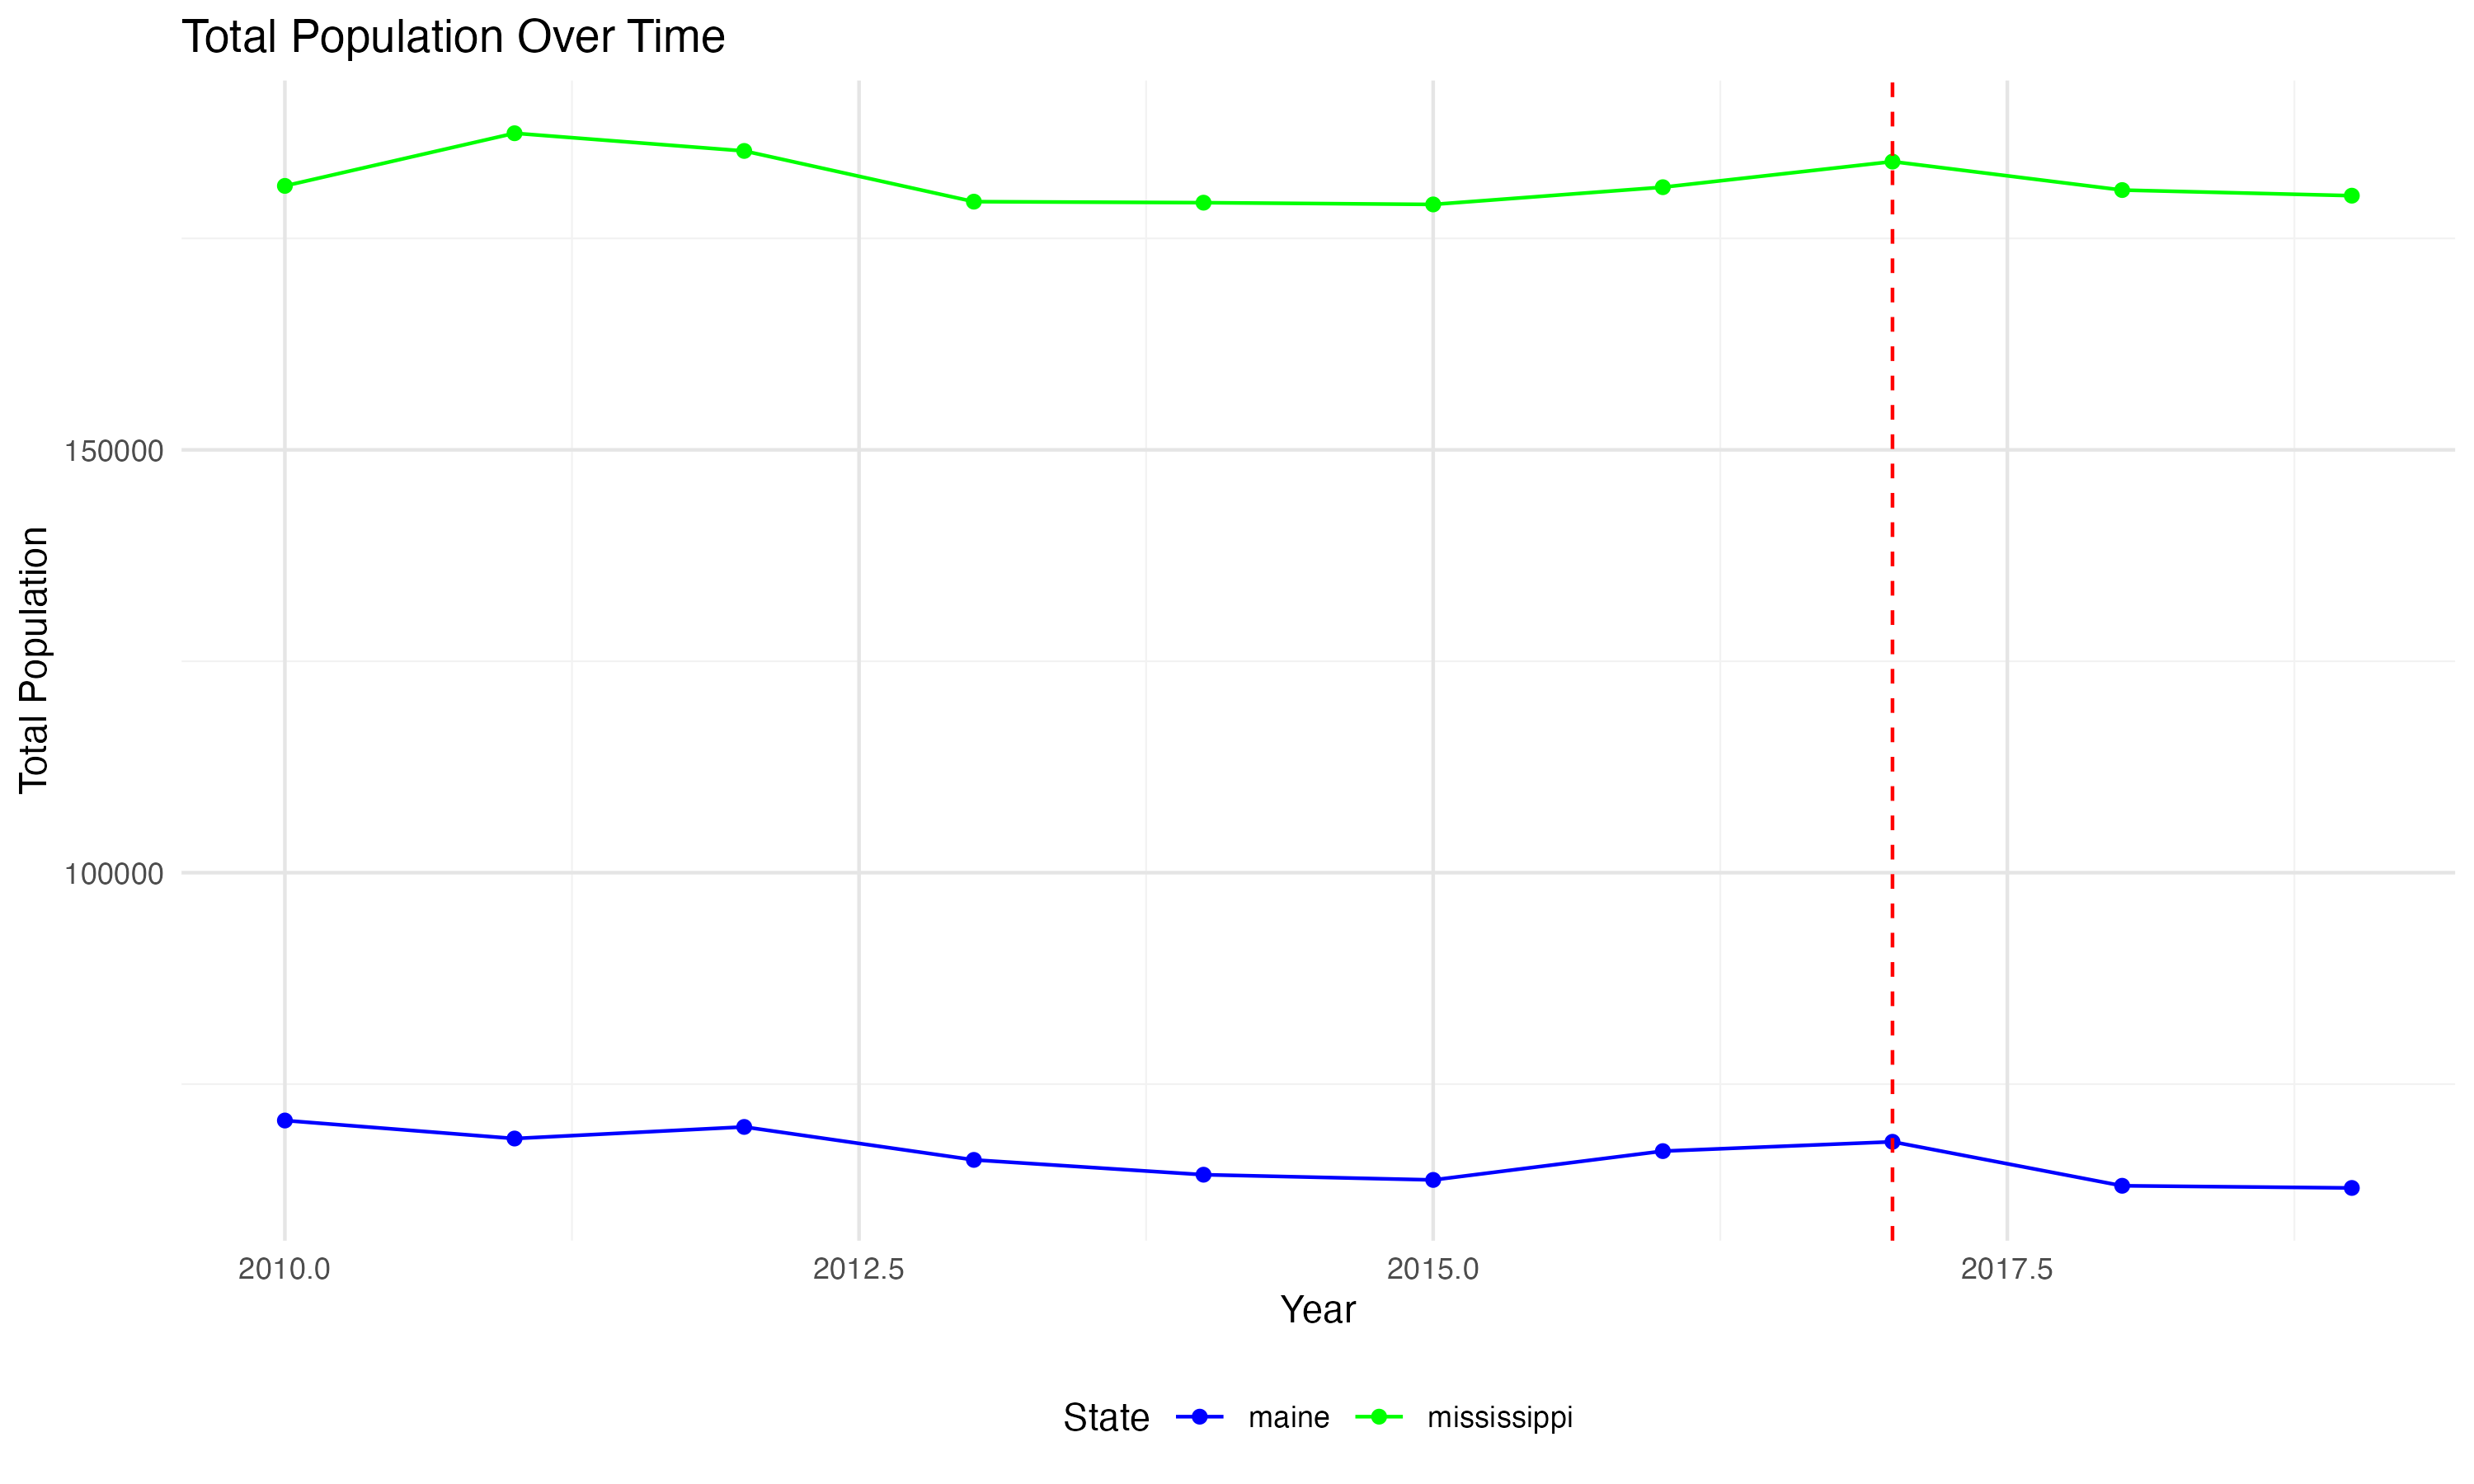 Total Population Over Time
Total Population
150000
100000
2010.0 2012.5 2015.0 2017.5
Year
State maine mississippi